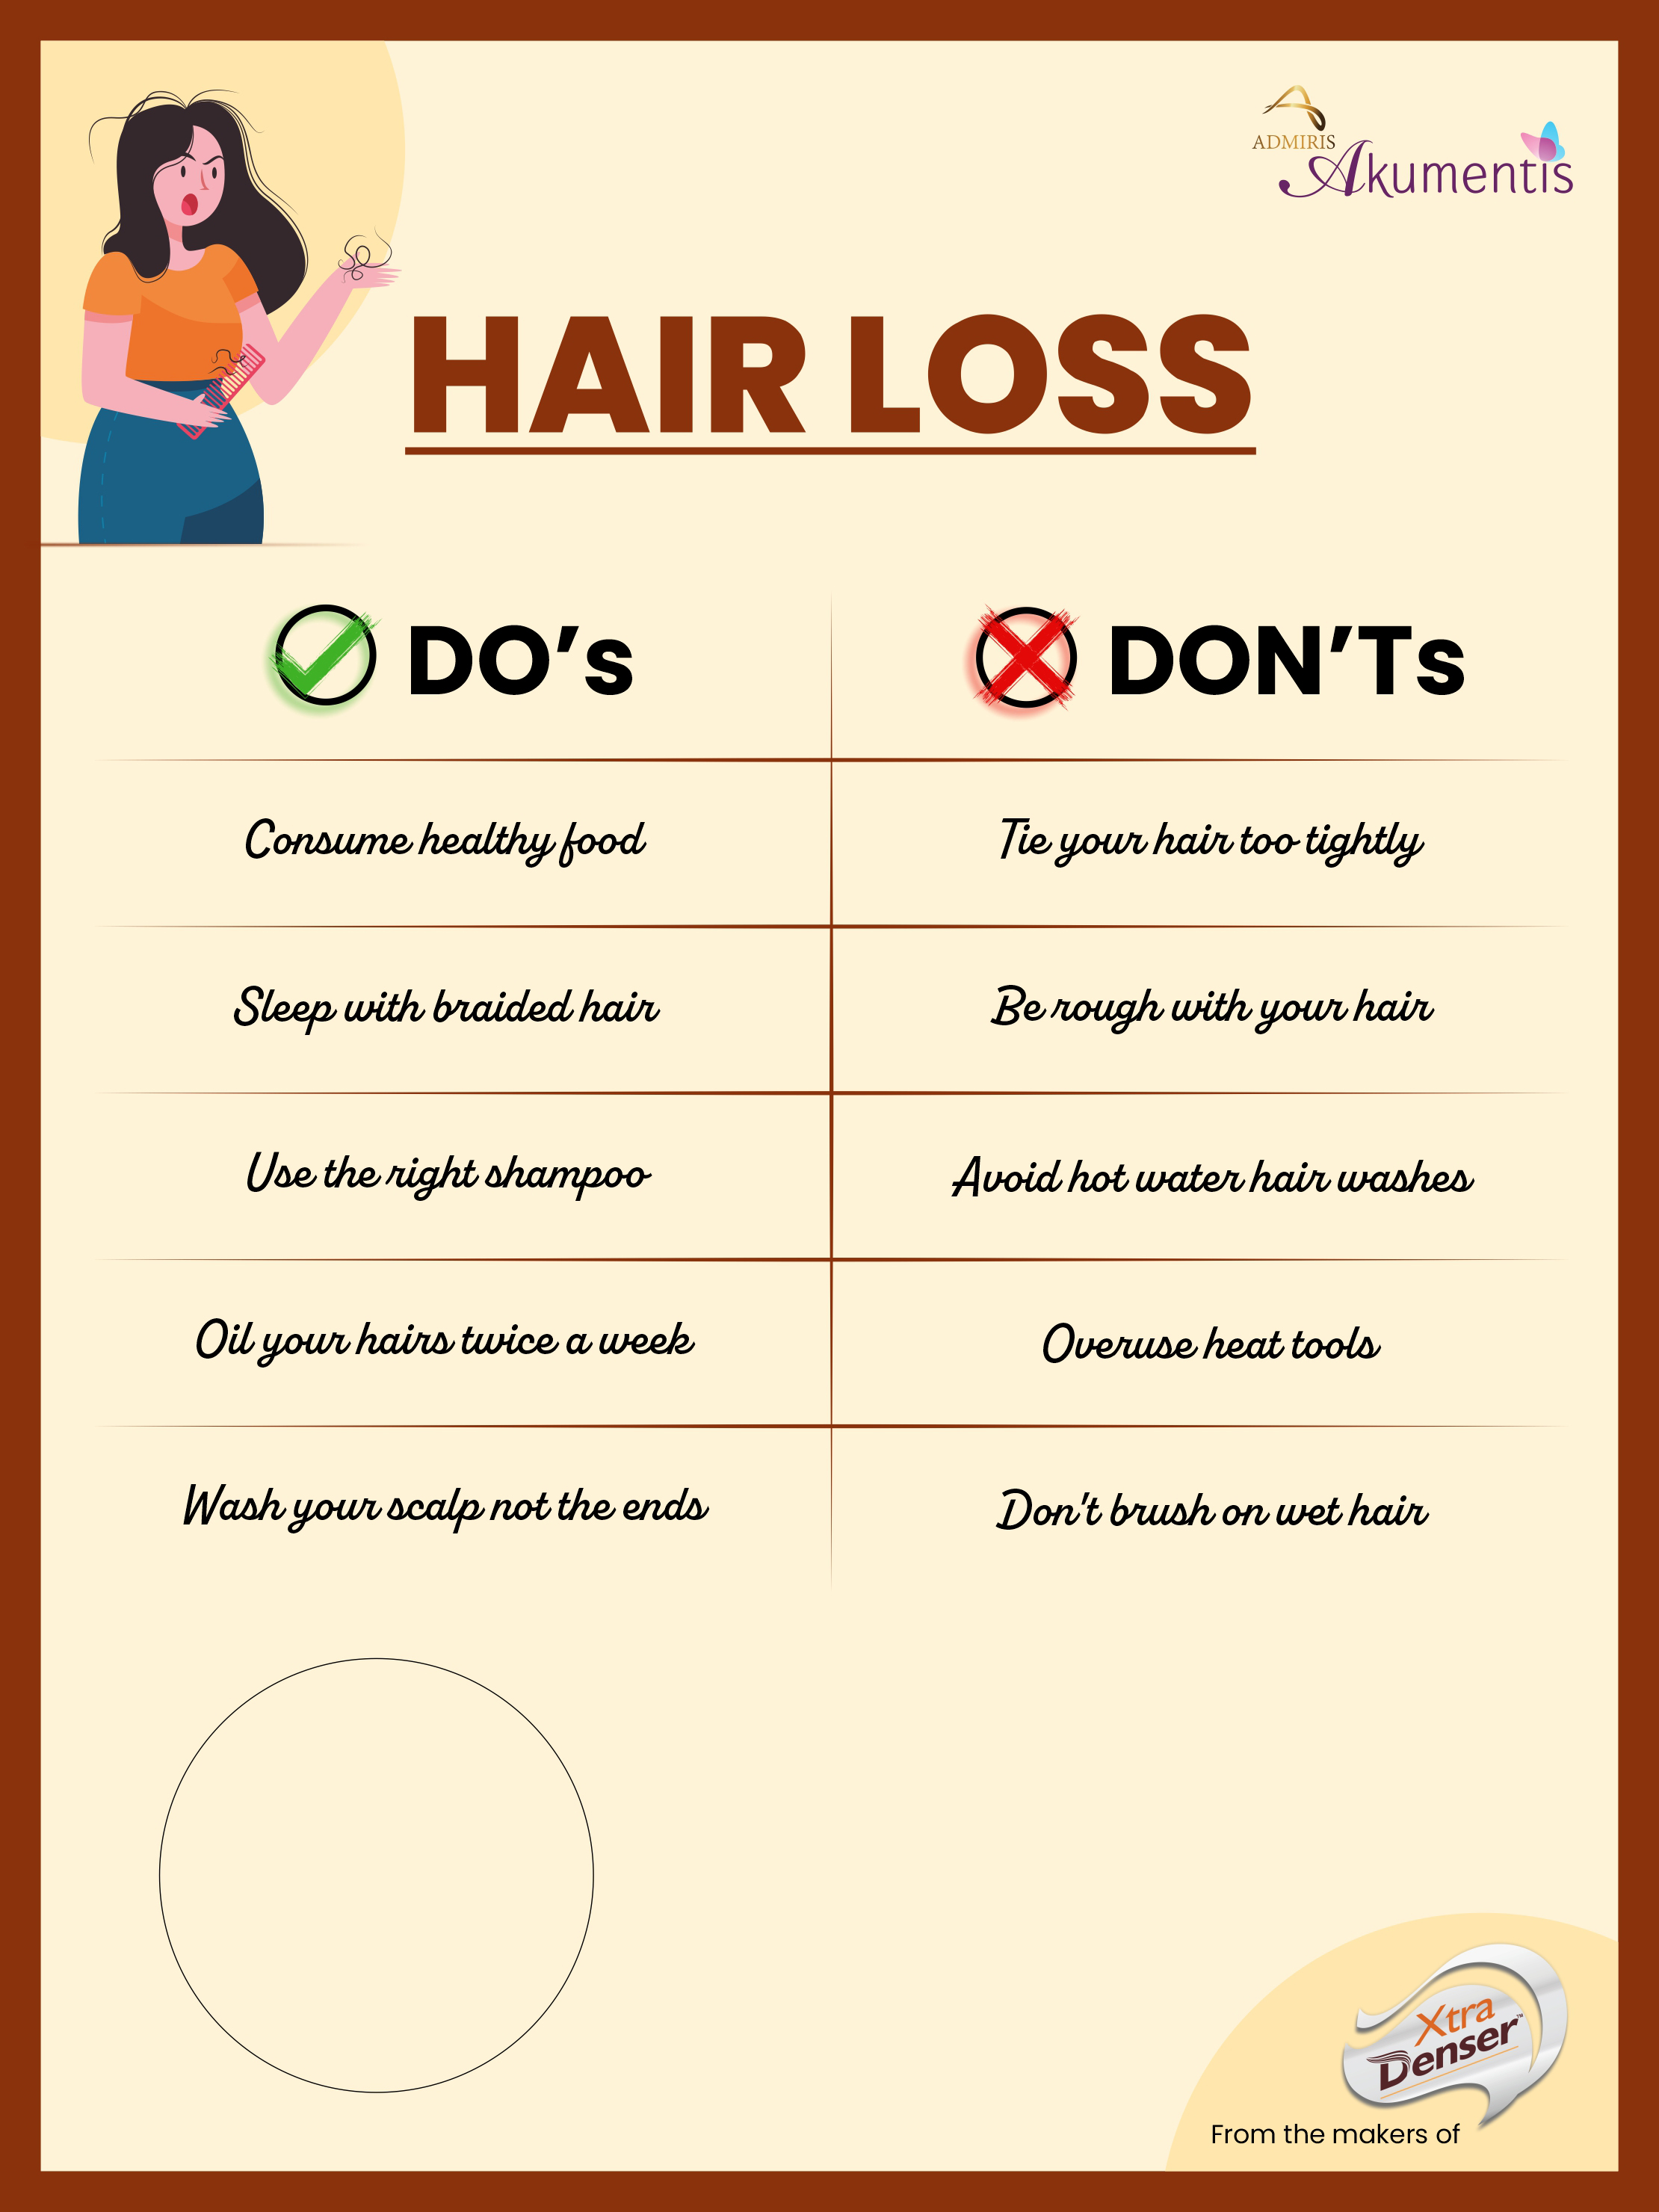 ADMIRIS
Akumentis
HAIR LOSS
DO’s
DON’Ts
Consume healthy food
Tie your hair too tightly
Sleep with braided hair
Be rough with your hair
Use the right shampoo
Avoid hot water hair washes
Oil your hairs twice a week
Overuse heat tools
Wash your scalp not the ends
Don't brush on wet hair
Xtra
Denser™
From the makers of